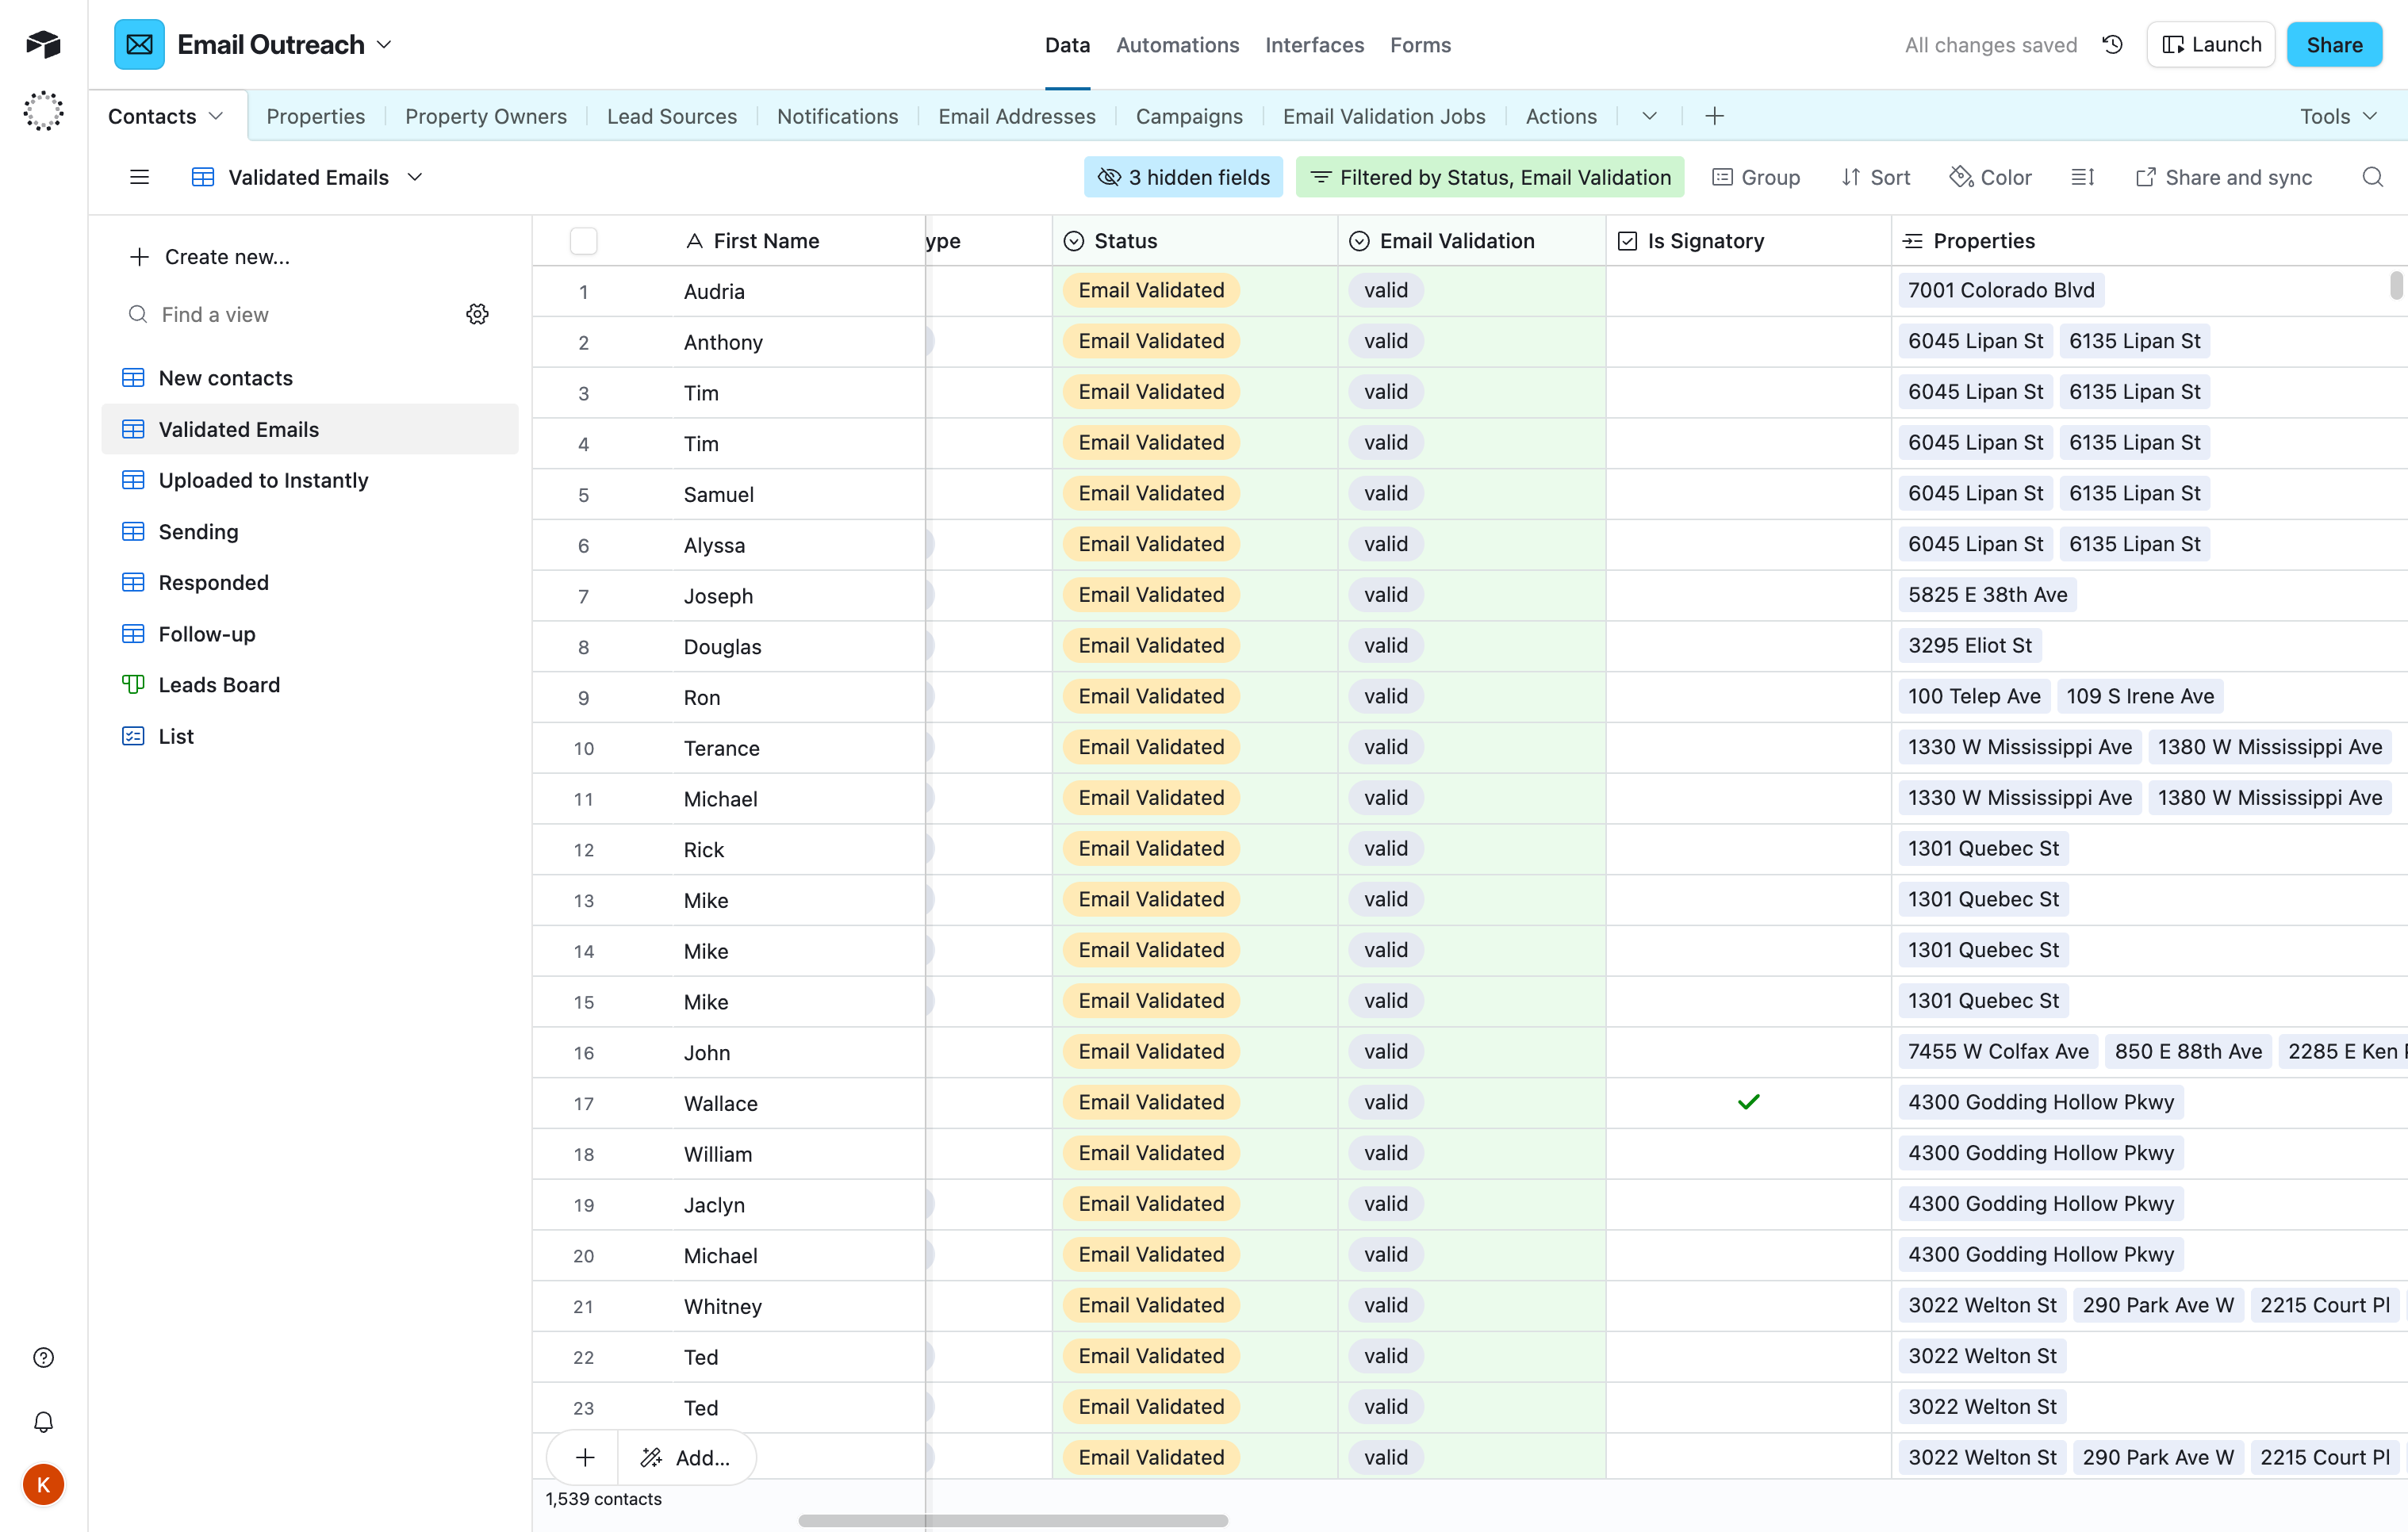 Email Outreach
Data Automations Interfaces Forms
All changes saved Launch Share
Contacts Properties Property Owners Lead Sources Notifications Email Addresses Campaigns Email Validation Jobs Actions Tools
Validated Emails 3 hidden fields Filtered by Status, Email Validation Group Sort Color Share and sync
Create new...
Find a view
New contacts
Validated Emails
Uploaded to Instantly
Sending
Responded
Follow-up
Leads Board
List
K
First Name ype Status Email Validation Is Signatory Properties
1 Audria Email Validated valid 7001 Colorado Blvd
2 Anthony Email Validated valid 6045 Lipan St 6135 Lipan St
3 Tim Email Validated valid 6045 Lipan St 6135 Lipan St
4 Tim Email Validated valid 6045 Lipan St 6135 Lipan St
5 Samuel Email Validated valid 6045 Lipan St 6135 Lipan St
6 Alyssa Email Validated valid 6045 Lipan St 6135 Lipan St
7 Joseph Email Validated valid 5825 E 38th Ave
8 Douglas Email Validated valid 3295 Eliot St
9 Ron Email Validated valid 100 Telep Ave 109 S Irene Ave
10 Terance Email Validated valid 1330 W Mississippi Ave 1380 W Mississippi Ave
11 Michael Email Validated valid 1330 W Mississippi Ave 1380 W Mississippi Ave
12 Rick Email Validated valid 1301 Quebec St
13 Mike Email Validated valid 1301 Quebec St
14 Mike Email Validated valid 1301 Quebec St
15 Mike Email Validated valid 1301 Quebec St
16 John Email Validated valid 7455 W Colfax Ave 850 E 88th Ave 2285 E Ken
17 Wallace Email Validated valid 4300 Godding Hollow Pkwy
18 William Email Validated valid 4300 Godding Hollow Pkwy
19 Jaclyn Email Validated valid 4300 Godding Hollow Pkwy
20 Michael Email Validated valid 4300 Godding Hollow Pkwy
21 Whitney Email Validated valid 3022 Welton St 290 Park Ave W 2215 Court Pl
22 Ted Email Validated valid 3022 Welton St
23 Ted Email Validated valid 3022 Welton St
Add... Email Validated valid 3022 Welton St 290 Park Ave W 2215 Court Pl
1,539 contacts